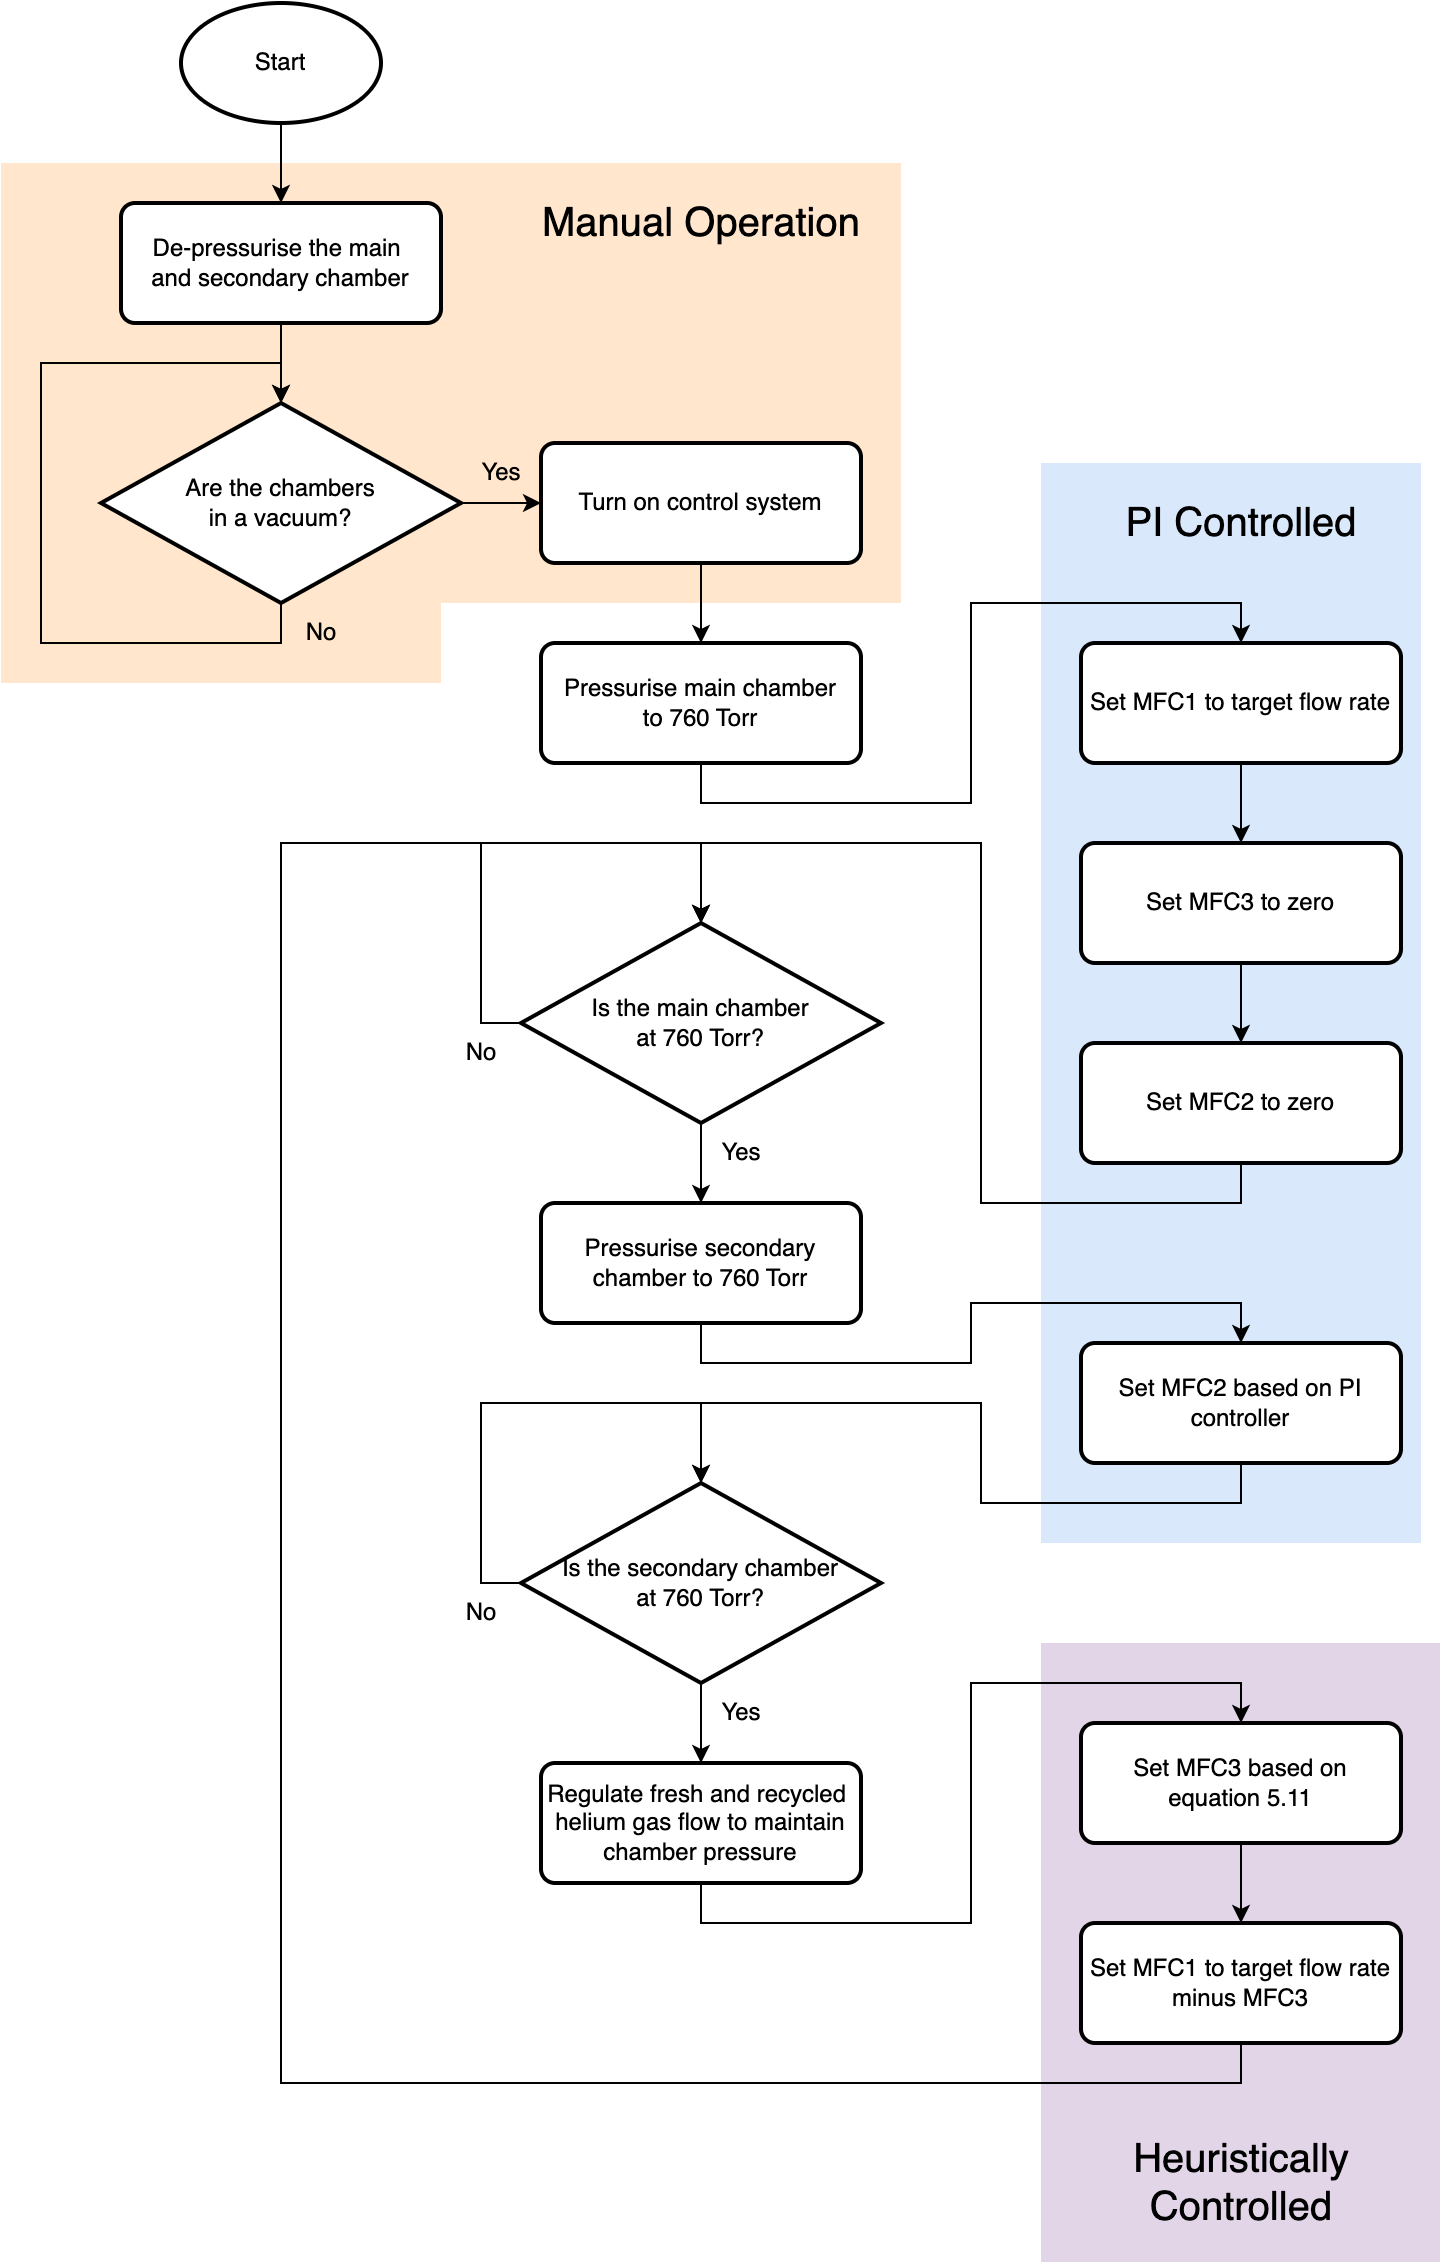 Start
Manual Operation
De-pressurise the main
and secondary chamber
Are the chambers
in a vacuum?
Yes
Turn on control system
No
PI Controlled
Pressurise main chamber
to 760 Torr
Set MFC1 to target flow rate
Set MFC3 to zero
Set MFC2 to zero
Is the main chamber
at 760 Torr?
No
Yes
Pressurise secondary
chamber to 760 Torr
Set MFC2 based on PI
controller
Is the secondary chamber
at 760 Torr?
No
Yes
Regulate fresh and recycled
helium gas flow to maintain
chamber pressure
Set MFC3 based on
equation 5.11
Set MFC1 to target flow rate
minus MFC3
Heuristically
Controlled